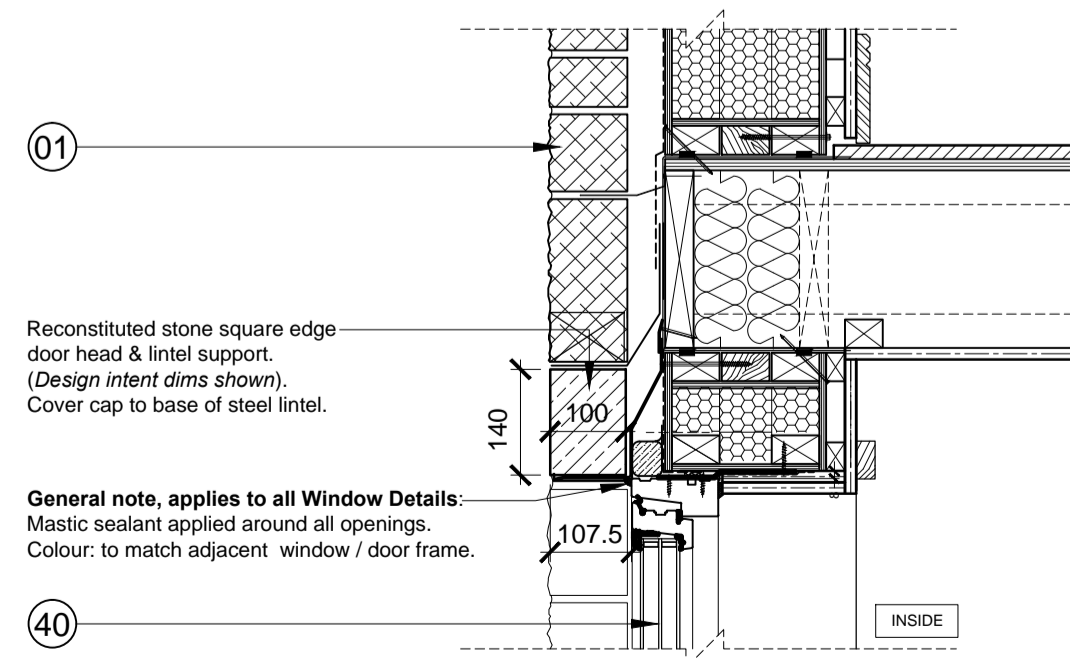 01
Reconstituted stone square edge
door head & lintel support.
(Design intent dims shown).
Cover cap to base of steel lintel.
140
100
General note, applies to all Window Details:
Mastic sealant applied around all openings.
Colour: to match adjacent window / door frame.
107.5
40
INSIDE